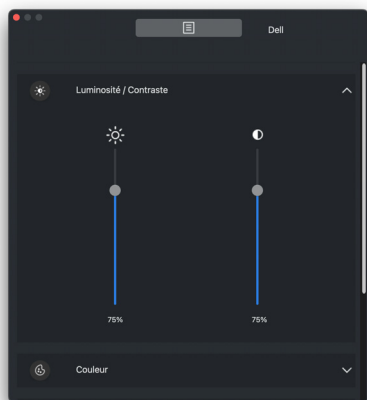 Dell
Luminosité / Contraste
75%
75%
Couleur